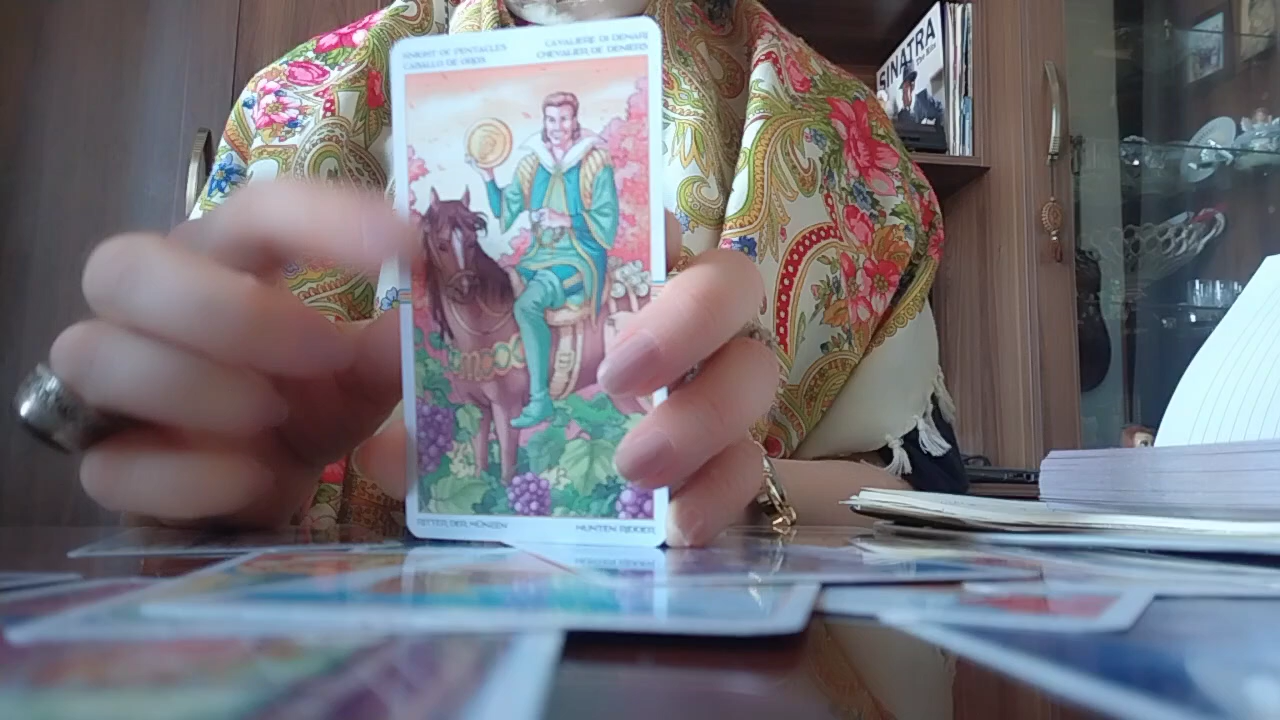 KNIGHT OF PENTACLES
CABALLO DE OROS
CAVALIERE DI DENARI
CHEVALIER DE DENIERS
SINATRA
RITTER DER MÜNZEN
MUNTEN RIDDER